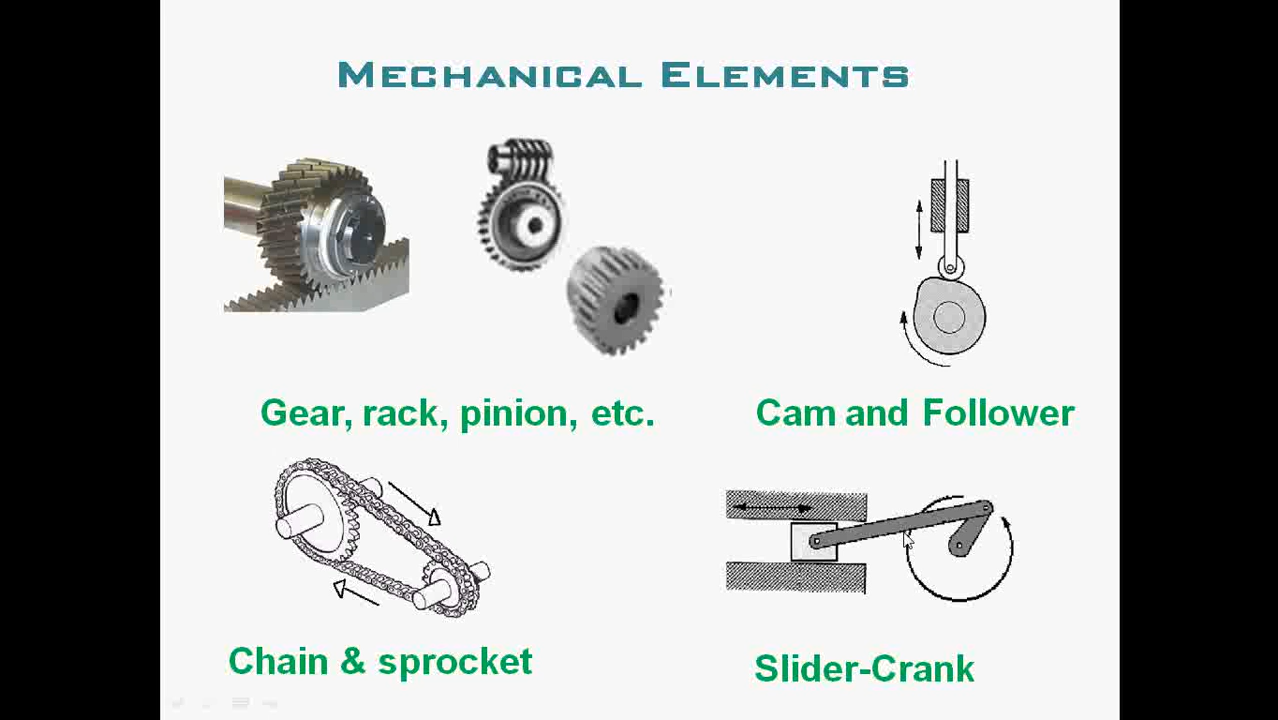 MECHANICAL ELEMENTS
Gear, rack, pinion, etc.
Cam and Follower
Chain & sprocket
Slider-Crank